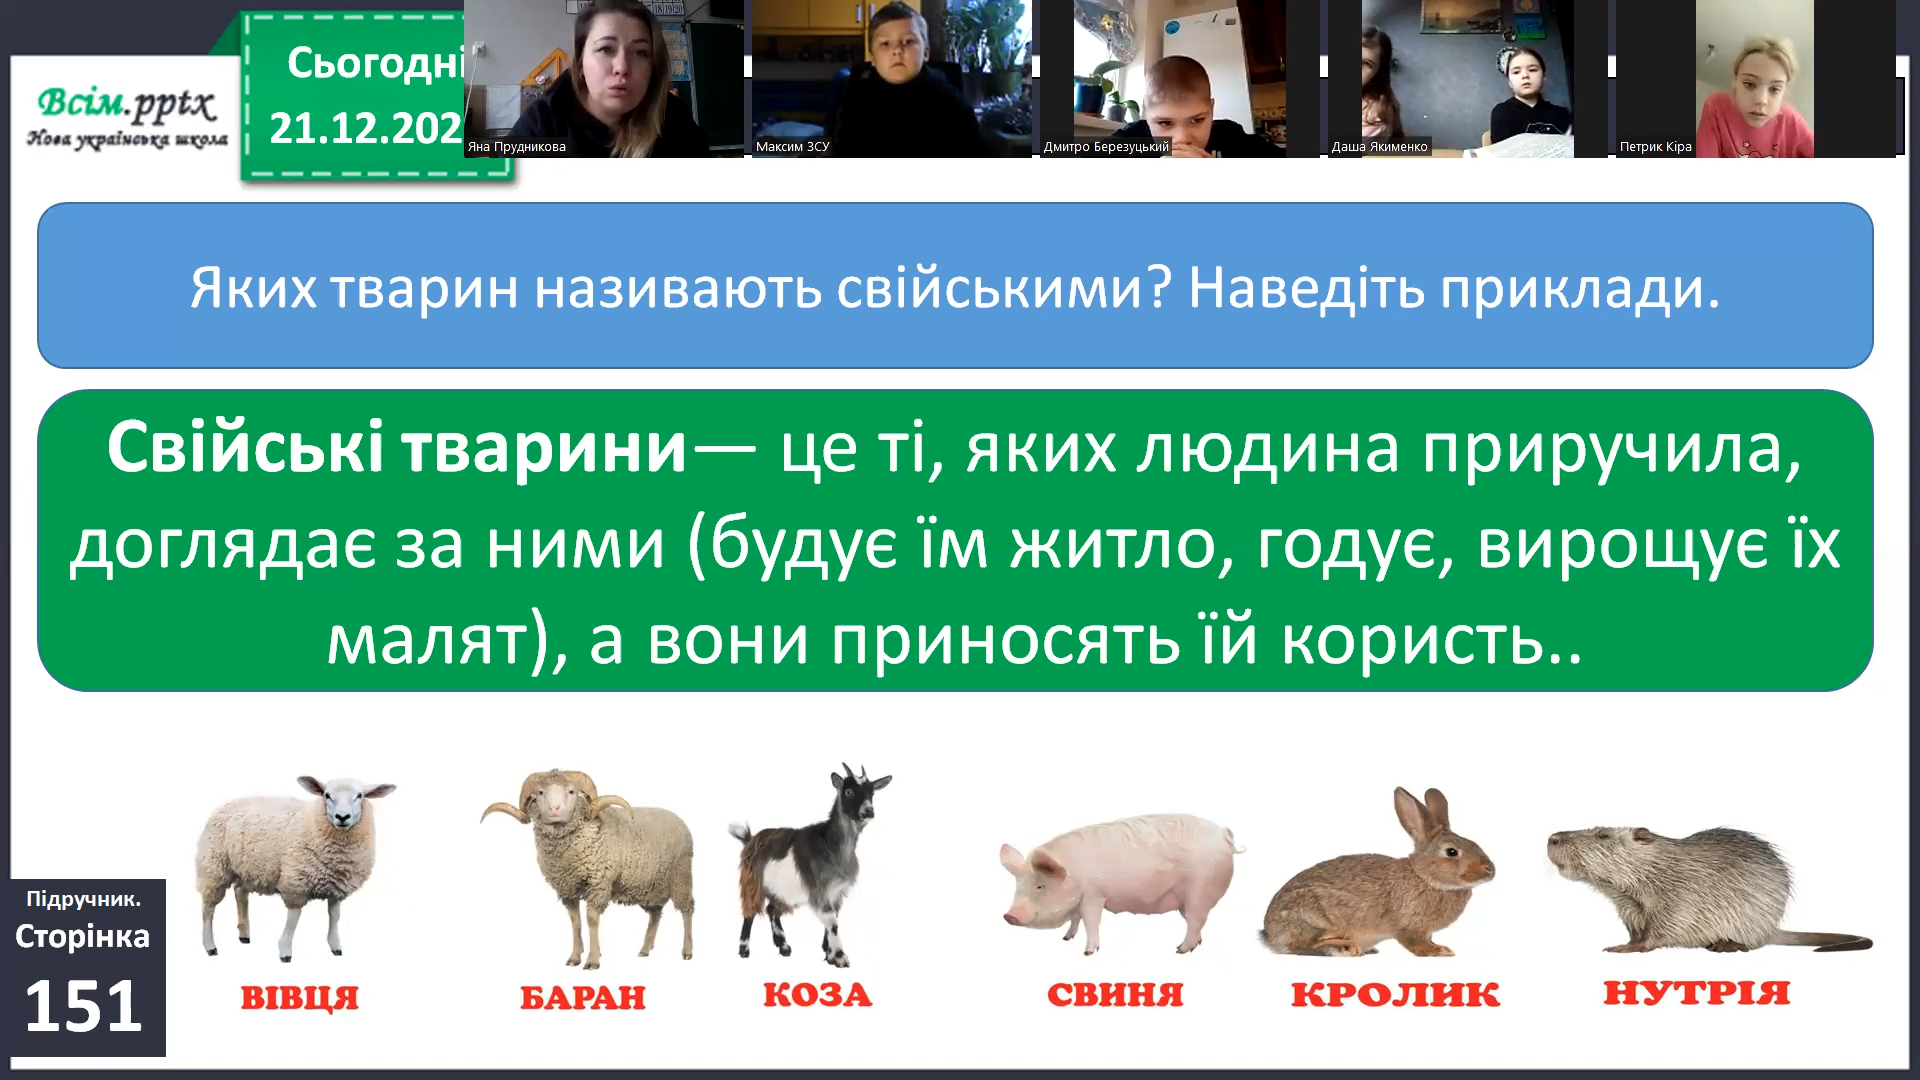 Сьогодні
21.12.202
Всім.pptx
Нова українська школа
Яна Прудникова
Максим ЗСУ
Дмитро Березуцький
Даша Якименко
Петрик Кіра
Яких тварин називають свійськими? Наведіть приклади.
Свійські тварини— це ті, яких людина приручила,
доглядає за ними (будує їм житло, годує, вирощує їх
малят), а вони приносять їй користь..
Підручник.
Сторінка
151
ВІВЦЯ
БАРАН
КОЗА
СВИНЯ
КРОЛИК
НУТРІЯ